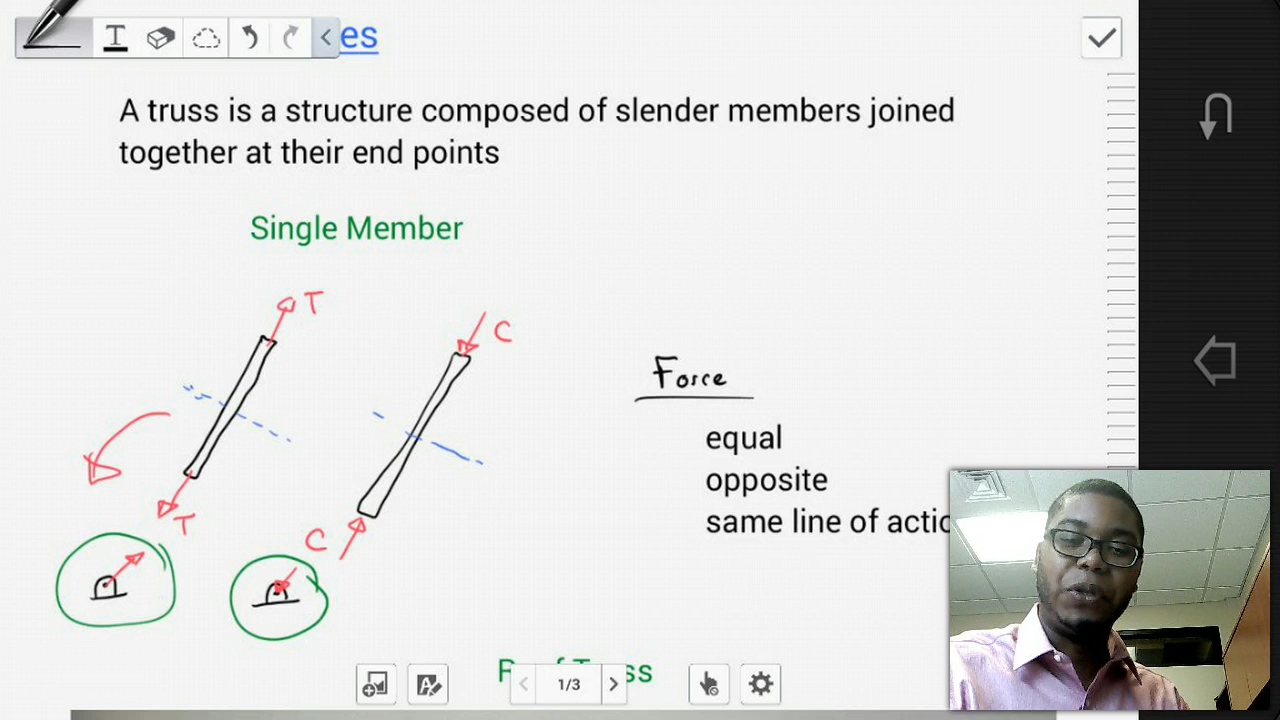 T
es
A truss is a structure composed of slender members joined
together at their end points
Single Member
T
C
Force
equal
opposite
same line of actio
T
C
1/3
ss